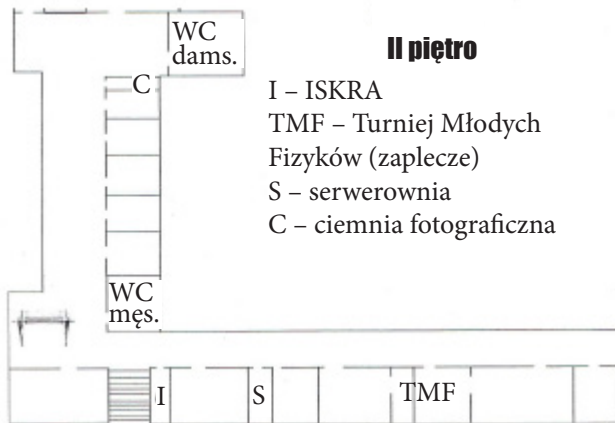 WC
dams.
II piętro
C
I – ISKRA
TMF – Turniej Młodych
Fizyków (zaplecze)
S – serwerownia
C – ciemnia fotograficzna
WC
męs.
I
S
TMF